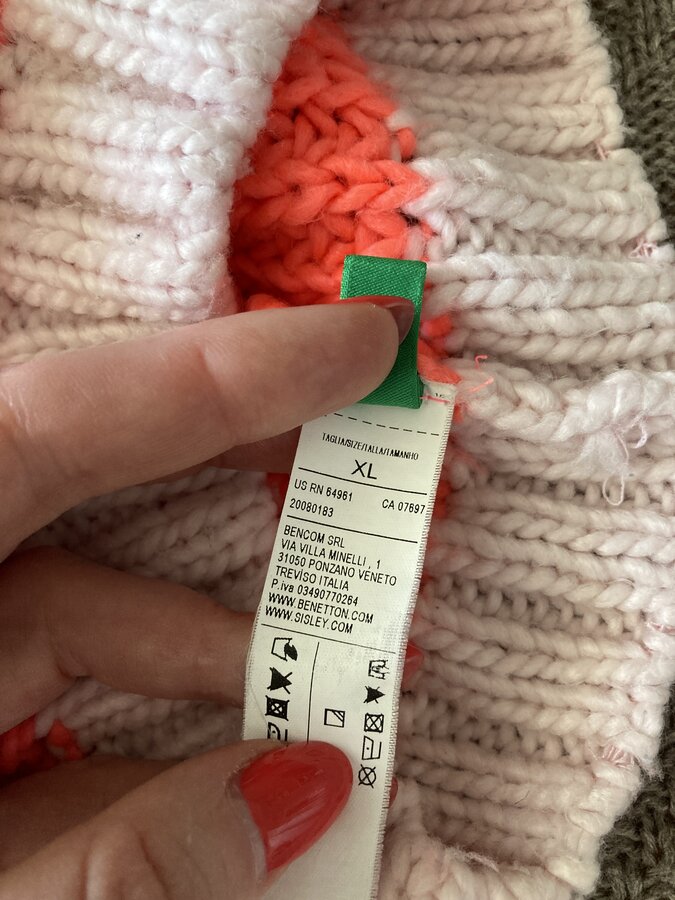 TAGLIA/SIZE/TALLA/TAMANHO
XL
US RN 64961 CA 07697
20080183
BENCOM SRL
VIA VILLA MINELLI , 1
31050 PONZANO VENETO
TREVISO ITALIA
P.iva 03490770264
WWW.BENETTON.COM
WWW.SISLEY.COM